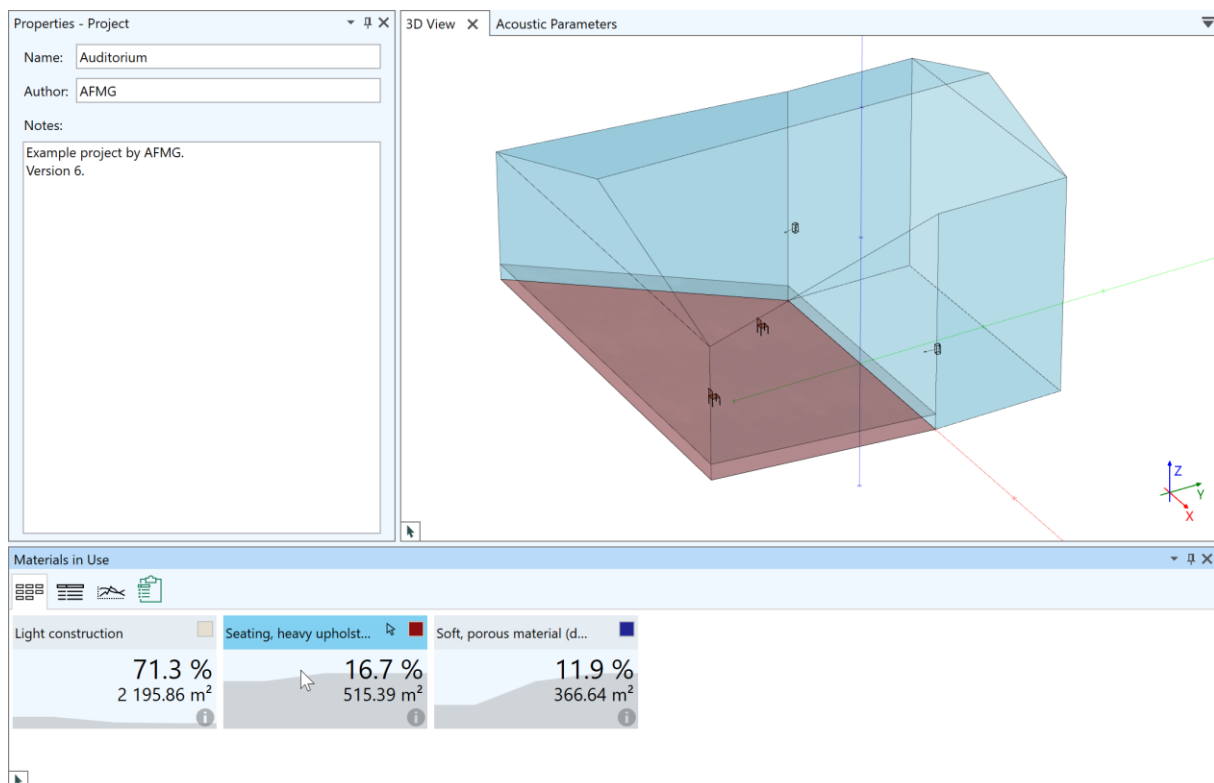 Properties - Project
Name: Auditorium
Author: AFMG
Notes:
Example project by AFMG.
Version 6.
3D View
Acoustic Parameters
Z
Y
X
Materials in Use
Light construction
71.3 %
2 195.86 m²
Seating, heavy upholst...
16.7 %
515.39 m²
Soft, porous material (d...
11.9 %
366.64 m²